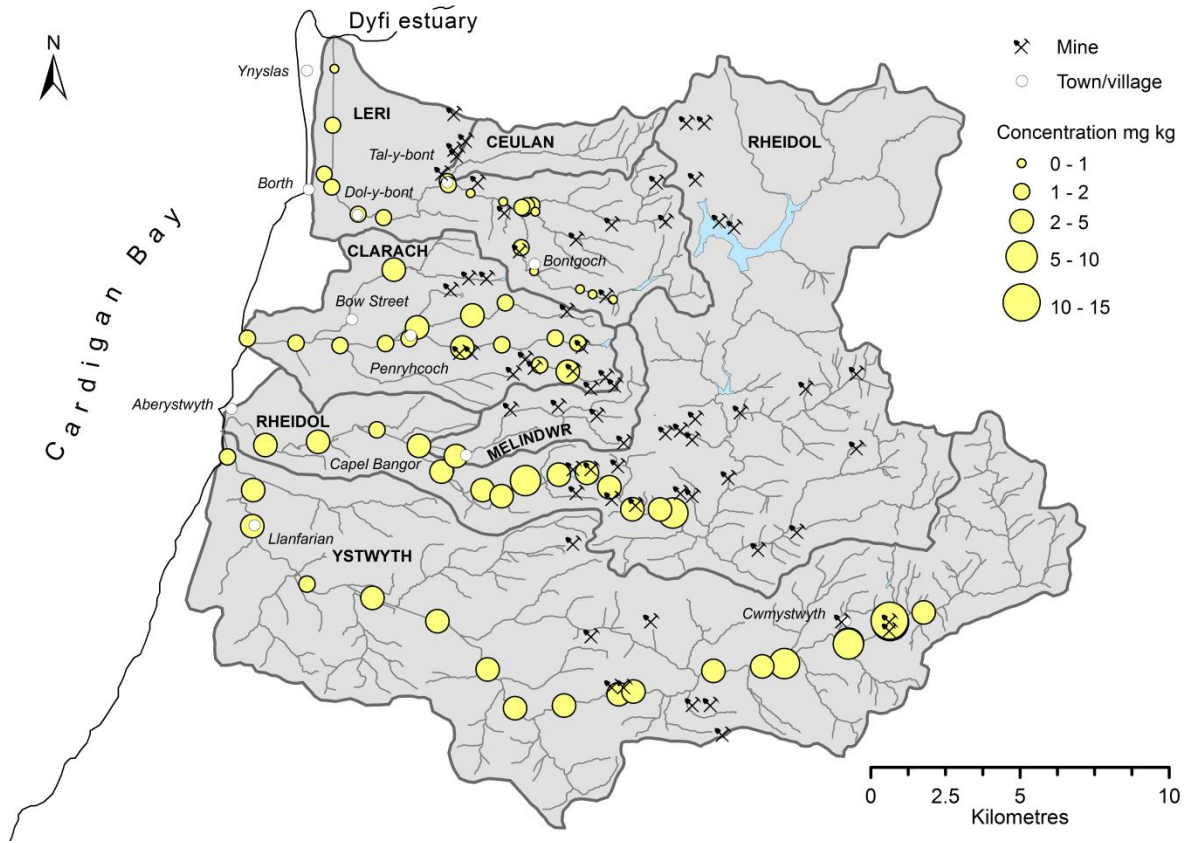 Dyfi estuary
N
Ynyslas
LERI
CEULAN
RHEIDOL
Tal-y-bont
Borth
Dol-y-bont
CLARACH
Bontgoch
Bow Street
Penryhcoch
Cardigan Bay
Aberystwyth
RHEIDOL
MELINDWR
Capel Bangor
Llanfarian
YSTWYTH
Cwmystwyth
Mine
Town/village
Concentration mg kg
0 - 1
1 - 2
2 - 5
5 - 10
10 - 15
0 2.5 5 10
Kilometres